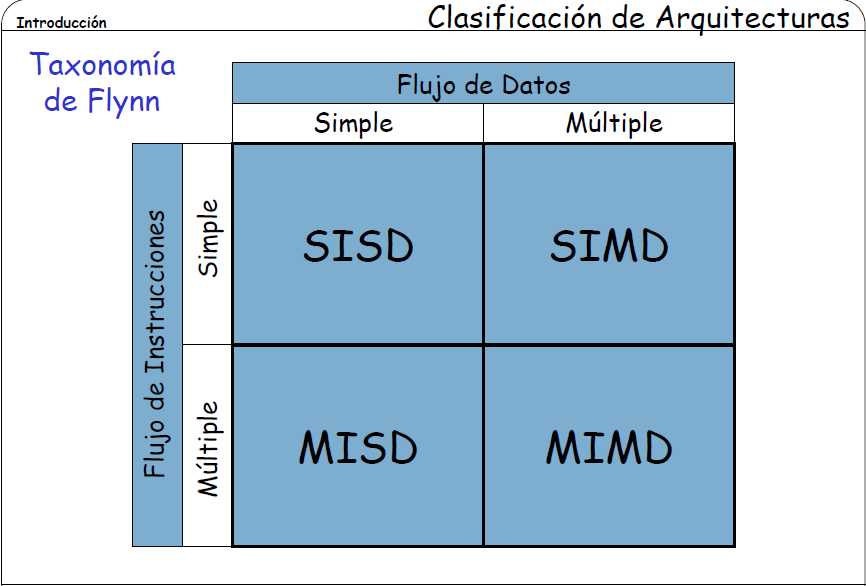 Introducción
Clasificación de Arquitecturas
Taxonomía
de Flynn
Flujo de Datos
Simple
Múltiple
Flujo de Instrucciones
Simple
SISD
SIMD
Múltiple
MISD
MIMD